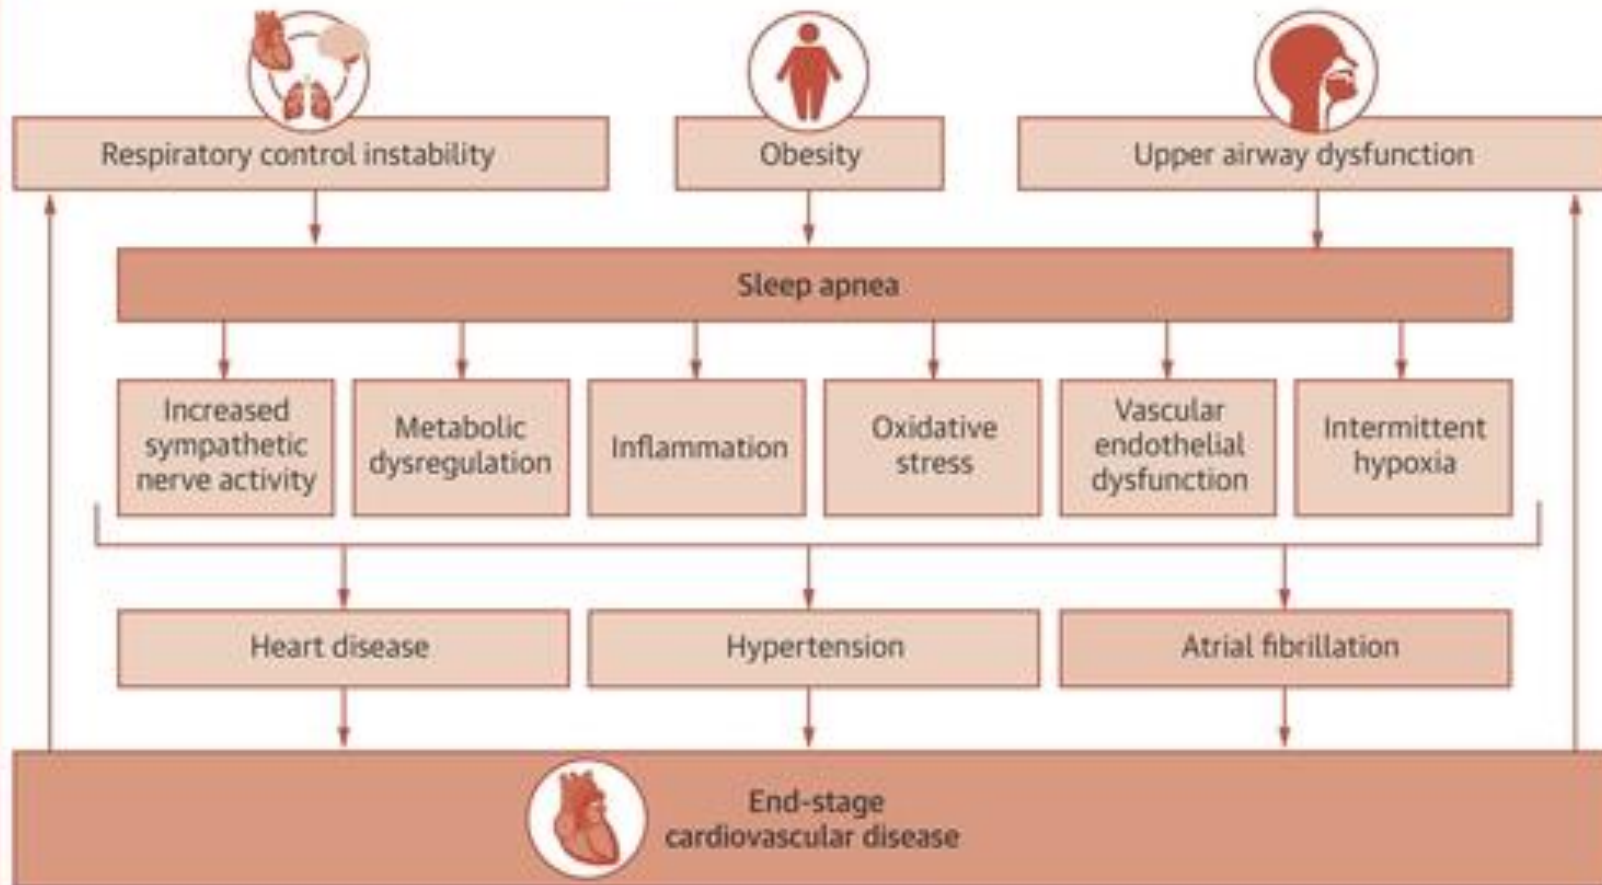 Respiratory control instability
Obesity
Upper airway dysfunction
Sleep apnea
Increased
sympathetic
nerve activity
Metabolic
dysregulation
Inflammation
Oxidative
stress
Vascular
endothelial
dysfunction
Intermittent
hypoxia
Heart disease
Hypertension
Atrial fibrillation
End-stage
cardiovascular disease